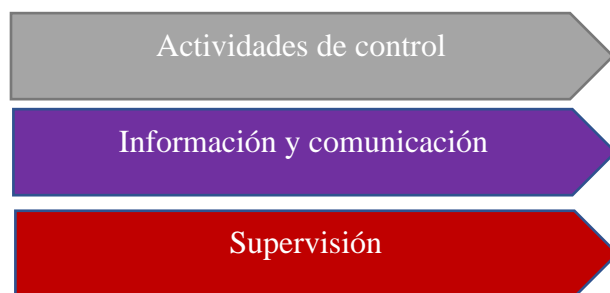 Actividades de control
Información y comunicación
Supervisión